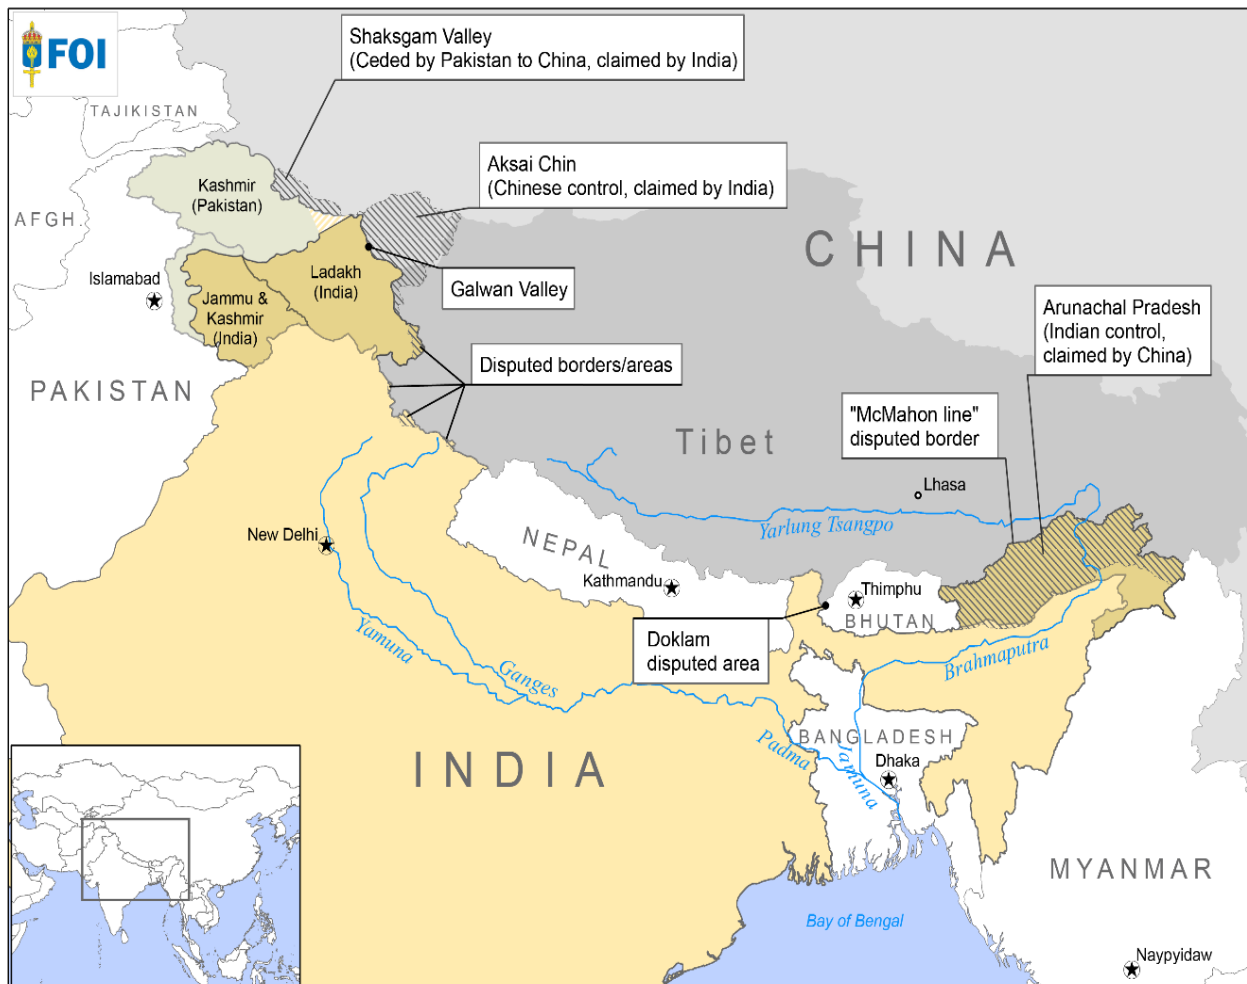 FOI
Shaksgam Valley
(Ceded by Pakistan to China, claimed by India)
TAJIKISTAN
Aksai Chin
(Chinese control, claimed by India)
Kashmir
(Pakistan)
AFGH.
CHINA
Islamabad
Ladakh
(India)
Galwan Valley
Jammu &
Kashmir
(India)
Arunachal Pradesh
(Indian control,
claimed by China)
Disputed borders/areas
PAKISTAN
"McMahon line"
disputed border
Tibet
Lhasa
Yarlung Tsangpo
New Delhi
NEPAL
Kathmandu
Thimphu
BHUTAN
Doklam
disputed area
Yamuna
Ganges
Brahmaputra
BANGLADESH
Padma
Jamuna
Dhaka
INDIA
MYANMAR
Bay of Bengal
Naypyidaw